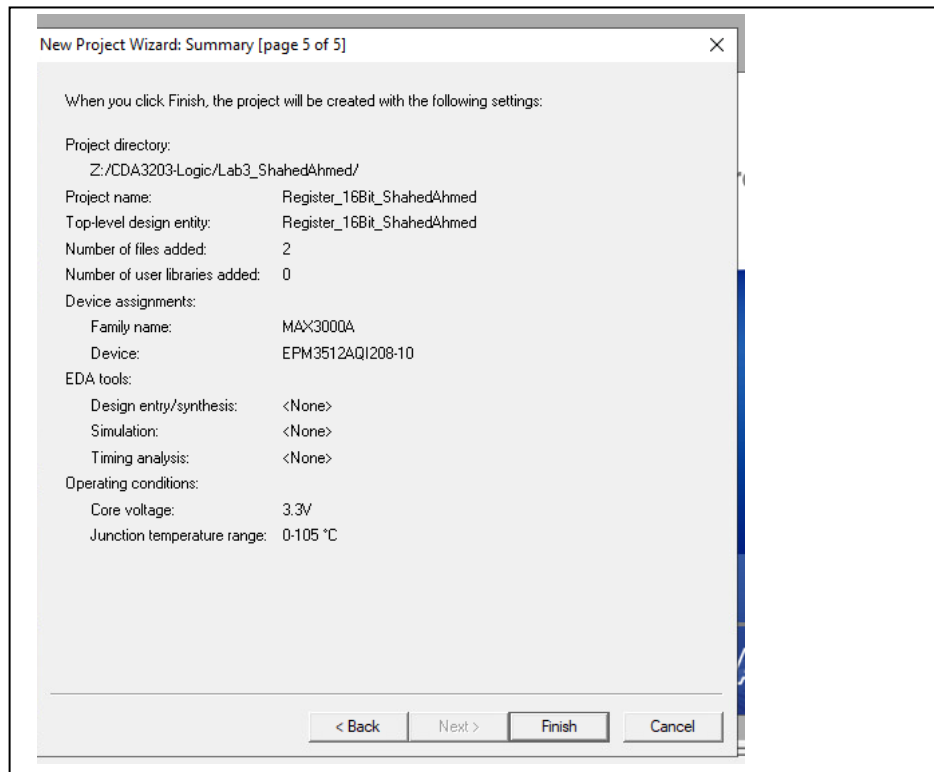 New Project Wizard: Summary [page 5 of 5]
When you click Finish, the project will be created with the following settings:
Project directory:
Z:/CDA3203-Logic/Lab3_ShahedAhmed/
Project name: Register_16Bit_ShahedAhmed
Top-level design entity: Register_16Bit_ShahedAhmed
Number of files added: 2
Number of user libraries added: 0
Device assignments:
Family name: MAX3000A
Device: EPM3512AQI208-10
EDA tools:
Design entry/synthesis: <None>
Simulation: <None>
Timing analysis: <None>
Operating conditions:
Core voltage: 3.3V
Junction temperature range: 0-105 °C
< Back Next > Finish Cancel